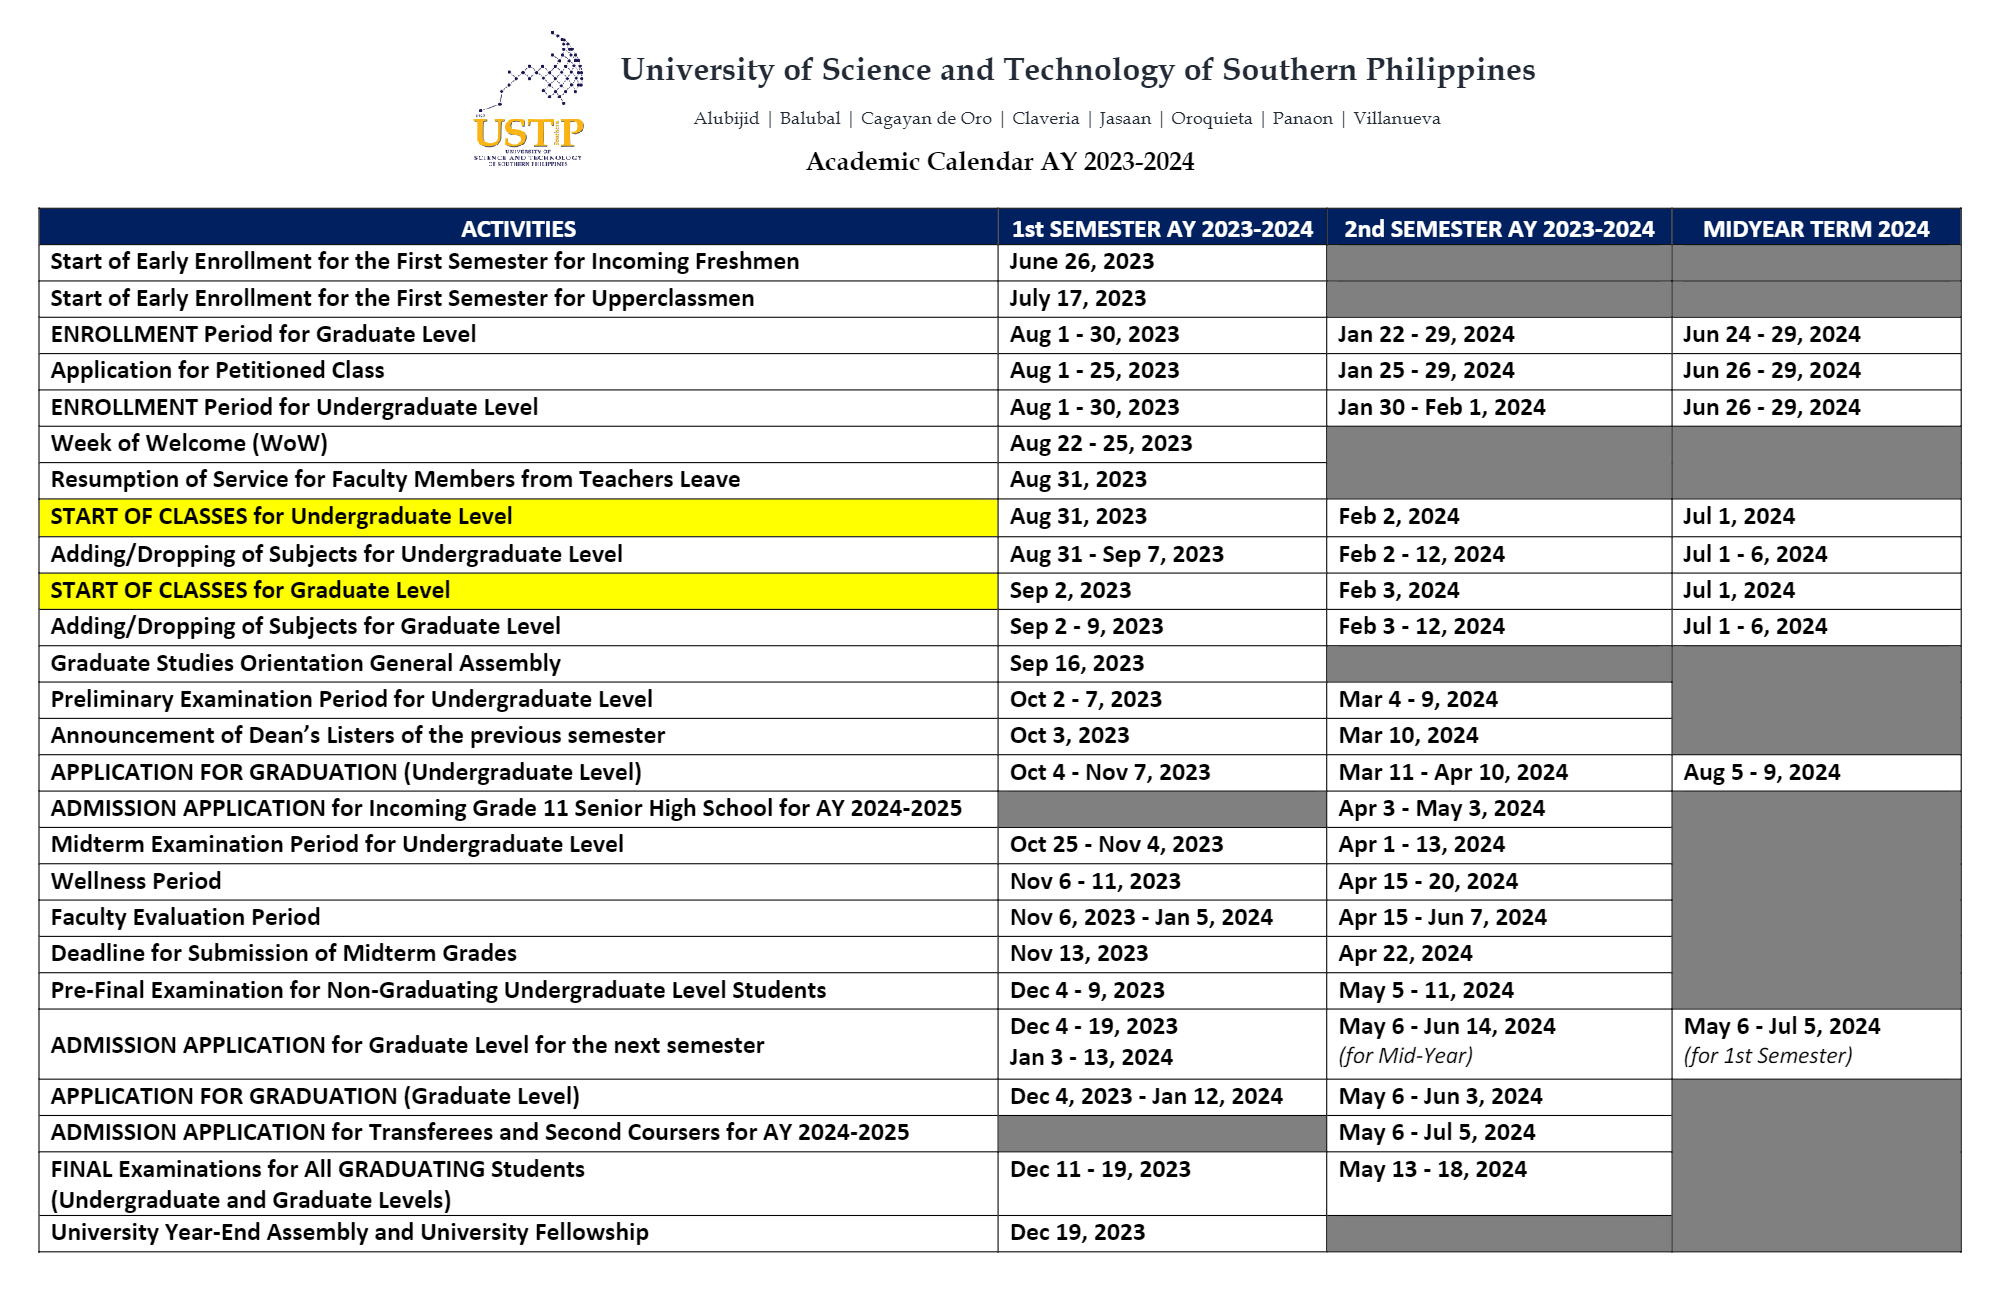 University of Science and Technology of Southern Philippines
Alubijid | Balubal | Cagayan de Oro | Claveria | Jasaan | Oroquieta | Panaon | Villanueva
USTP
UNIVERSITY OF
SCIENCE AND TECHNOLOGY
OF SOUTHERN PHILIPPINES
Academic Calendar AY 2023-2024
ACTIVITIES 1st SEMESTER AY 2023-2024 2nd SEMESTER AY 2023-2024 MIDYEAR TERM 2024
Start of Early Enrollment for the First Semester for Incoming Freshmen June 26, 2023
Start of Early Enrollment for the First Semester for Upperclassmen July 17, 2023
ENROLLMENT Period for Graduate Level Aug 1 - 30, 2023 Jan 22 - 29, 2024 Jun 24 - 29, 2024
Application for Petitioned Class Aug 1 - 25, 2023 Jan 25 - 29, 2024 Jun 26 - 29, 2024
ENROLLMENT Period for Undergraduate Level Aug 1 - 30, 2023 Jan 30 - Feb 1, 2024 Jun 26 - 29, 2024
Week of Welcome (WoW) Aug 22 - 25, 2023
Resumption of Service for Faculty Members from Teachers Leave Aug 31, 2023
START OF CLASSES for Undergraduate Level Aug 31, 2023 Feb 2, 2024 Jul 1, 2024
Adding/Dropping of Subjects for Undergraduate Level Aug 31 - Sep 7, 2023 Feb 2 - 12, 2024 Jul 1 - 6, 2024
START OF CLASSES for Graduate Level Sep 2, 2023 Feb 3, 2024 Jul 1, 2024
Adding/Dropping of Subjects for Graduate Level Sep 2 - 9, 2023 Feb 3 - 12, 2024 Jul 1 - 6, 2024
Graduate Studies Orientation General Assembly Sep 16, 2023
Preliminary Examination Period for Undergraduate Level Oct 2 - 7, 2023 Mar 4 - 9, 2024
Announcement of Dean’s Listers of the previous semester Oct 3, 2023 Mar 10, 2024
APPLICATION FOR GRADUATION (Undergraduate Level) Oct 4 - Nov 7, 2023 Mar 11 - Apr 10, 2024 Aug 5 - 9, 2024
ADMISSION APPLICATION for Incoming Grade 11 Senior High School for AY 2024-2025 Apr 3 - May 3, 2024
Midterm Examination Period for Undergraduate Level Oct 25 - Nov 4, 2023 Apr 1 - 13, 2024
Wellness Period Nov 6 - 11, 2023 Apr 15 - 20, 2024
Faculty Evaluation Period Nov 6, 2023 - Jan 5, 2024 Apr 15 - Jun 7, 2024
Deadline for Submission of Midterm Grades Nov 13, 2023 Apr 22, 2024
Pre-Final Examination for Non-Graduating Undergraduate Level Students Dec 4 - 9, 2023 May 5 - 11, 2024
ADMISSION APPLICATION for Graduate Level for the next semester Dec 4 - 19, 2023 May 6 - Jun 14, 2024 May 6 - Jul 5, 2024
Jan 3 - 13, 2024 (for Mid-Year) (for 1st Semester)
APPLICATION FOR GRADUATION (Graduate Level) Dec 4, 2023 - Jan 12, 2024 May 6 - Jun 3, 2024
ADMISSION APPLICATION for Transferees and Second Coursers for AY 2024-2025 May 6 - Jul 5, 2024
FINAL Examinations for All GRADUATING Students Dec 11 - 19, 2023 May 13 - 18, 2024
(Undergraduate and Graduate Levels)
University Year-End Assembly and University Fellowship Dec 19, 2023